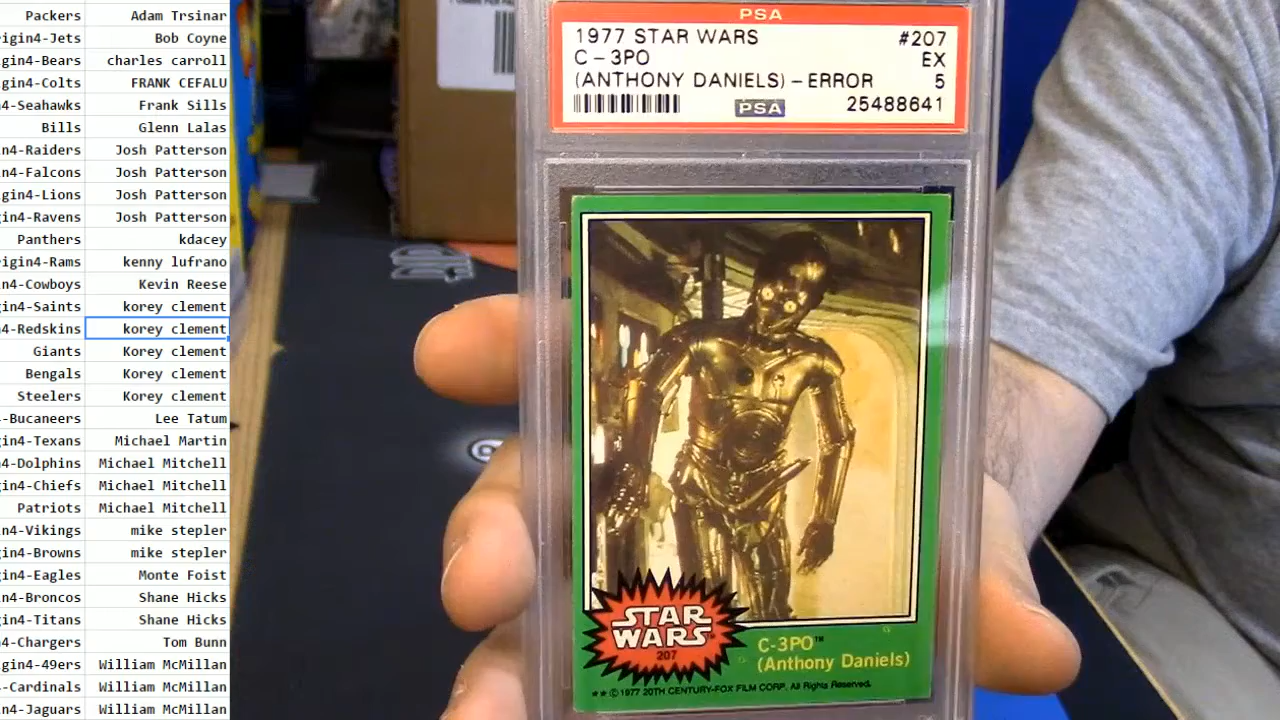 Packers Adam Trsinar
igin4-Jets Bob Coyne
gin4-Bears charles carroll
gin4-Colts FRANK CEFALU
4-Seahawks Frank Sills
Bills Glenn Lalas
in4-Raiders Josh Patterson
in4-Falcons Josh Patterson
gin4-Lions Josh Patterson
gin4-Ravens Josh Patterson
Panthers kdacey
igin4-Rams kenny lufrano
in4-Cowboys Kevin Reese
gin4-Saints korey clement
4-Redskins korey clement
Giants Korey clement
Bengals Korey clement
Steelers Korey clement
-Bucaneers Lee Tatum
gin4-Texans Michael Martin
n4-Dolphins Michael Mitchell
gin4-Chiefs Michael Mitchell
Patriots Michael Mitchell
n4-Vikings mike stepler
gin4-Browns mike stepler
gin4-Eagles Monte Foist
in4-Broncos Shane Hicks
gin4-Titans Shane Hicks
4-Chargers Tom Bunn
igin4-49ers William McMillan
-Cardinals William McMillan
n4-Jaguars William McMillan
PSA
1977 STAR WARS #207
C-3PO EX
(ANTHONY DANIELS)-ERROR 5
PSA 25488641
STAR
WARS
207
C-3PO™
(Anthony Daniels)
★★ © 1977 20TH CENTURY-FOX FILM CORP. All Rights Reserved.